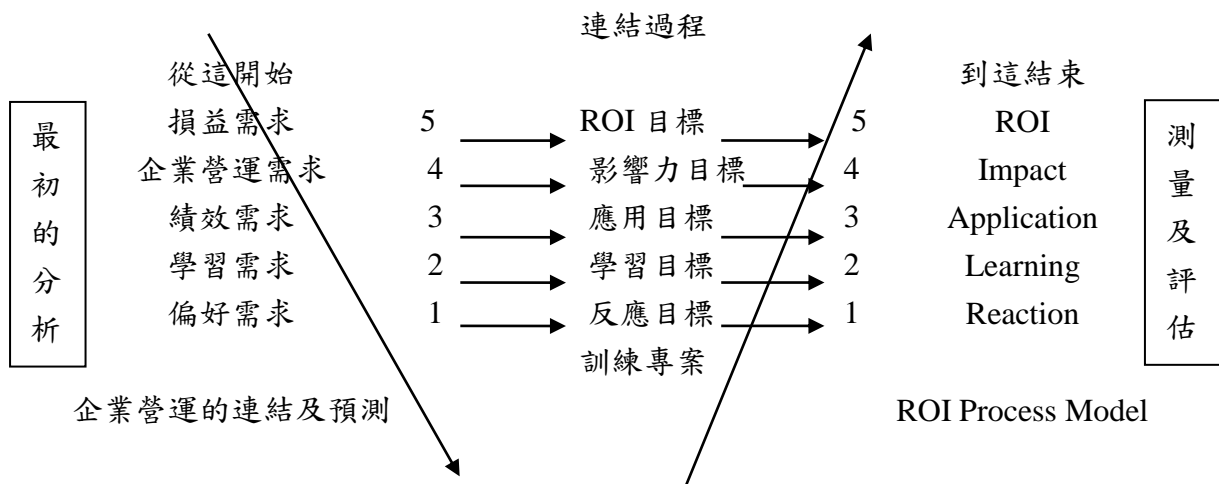 連結過程
從這開始 到這結束
最初的分析
損益需求 5 ROI 目標 5 ROI
企業營運需求 4 影響力目標 4 Impact
績效需求 3 應用目標 3 Application
學習需求 2 學習目標 2 Learning
偏好需求 1 反應目標 1 Reaction
測量及評估
訓練專案
企業營運的連結及預測 ROI Process Model